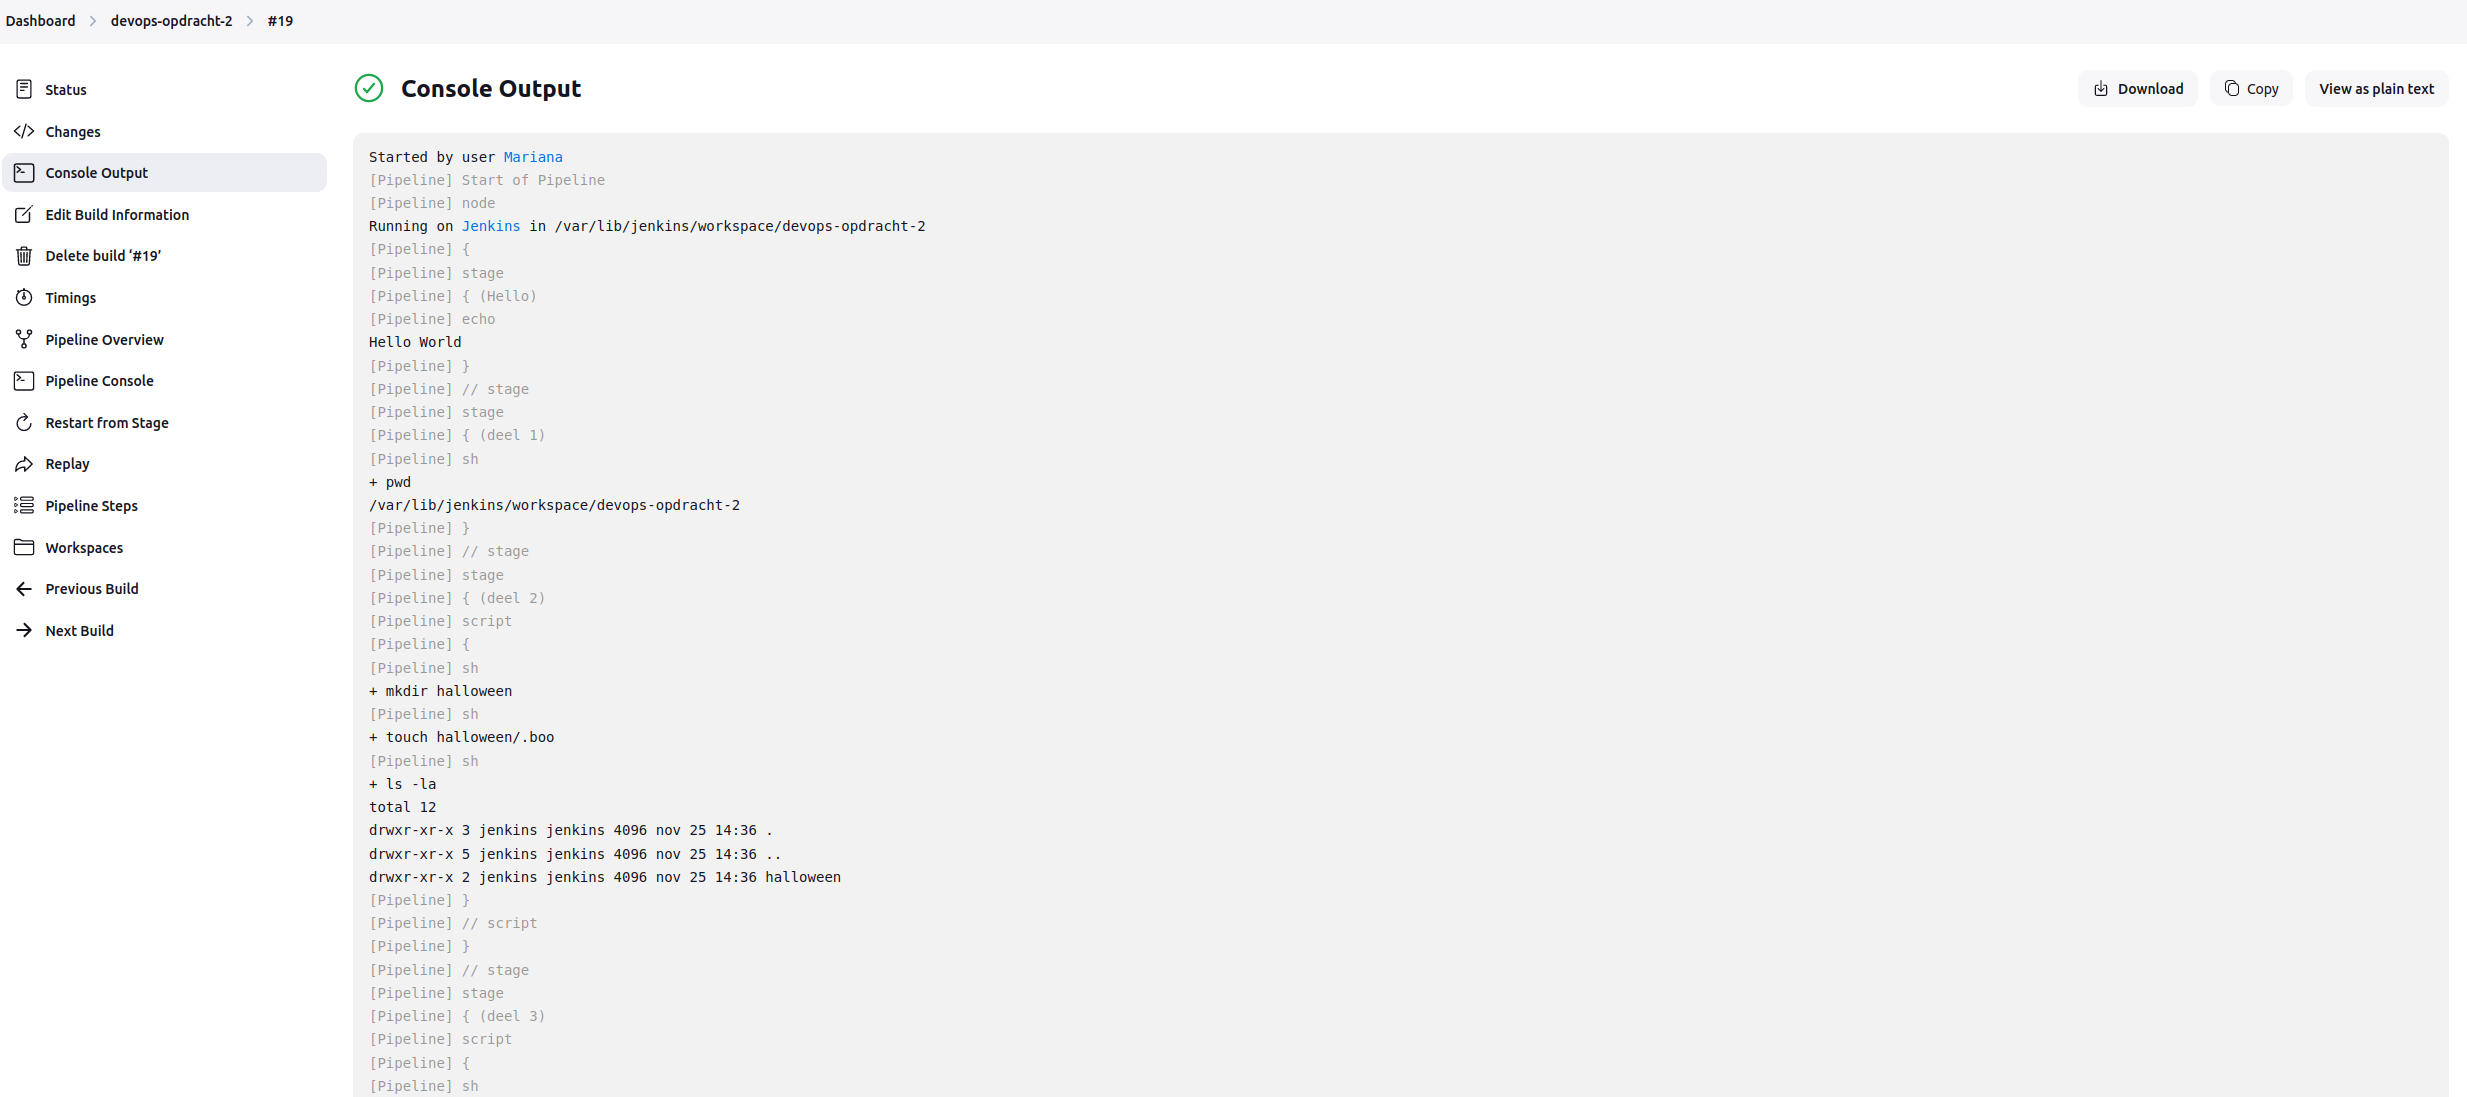 Dashboard > devops-opdracht-2 > #19
Status
Changes
Console Output
Edit Build Information
Delete build ‘#19’
Timings
Pipeline Overview
Pipeline Console
Restart from Stage
Replay
Pipeline Steps
Workspaces
Previous Build
Next Build
Console Output
Download
Copy
View as plain text
Started by user Mariana
[Pipeline] Start of Pipeline
[Pipeline] node
Running on Jenkins in /var/lib/jenkins/workspace/devops-opdracht-2
[Pipeline] {
[Pipeline] stage
[Pipeline] { (Hello)
[Pipeline] echo
Hello World
[Pipeline] }
[Pipeline] // stage
[Pipeline] stage
[Pipeline] { (deel 1)
[Pipeline] sh
+ pwd
/var/lib/jenkins/workspace/devops-opdracht-2
[Pipeline] }
[Pipeline] // stage
[Pipeline] stage
[Pipeline] { (deel 2)
[Pipeline] script
[Pipeline] {
[Pipeline] sh
+ mkdir halloween
[Pipeline] sh
+ touch halloween/.boo
[Pipeline] sh
+ ls -la
total 12
drwxr-xr-x 3 jenkins jenkins 4096 nov 25 14:36 .
drwxr-xr-x 5 jenkins jenkins 4096 nov 25 14:36 ..
drwxr-xr-x 2 jenkins jenkins 4096 nov 25 14:36 halloween
[Pipeline] }
[Pipeline] // script
[Pipeline] }
[Pipeline] // stage
[Pipeline] stage
[Pipeline] { (deel 3)
[Pipeline] script
[Pipeline] {
[Pipeline] sh